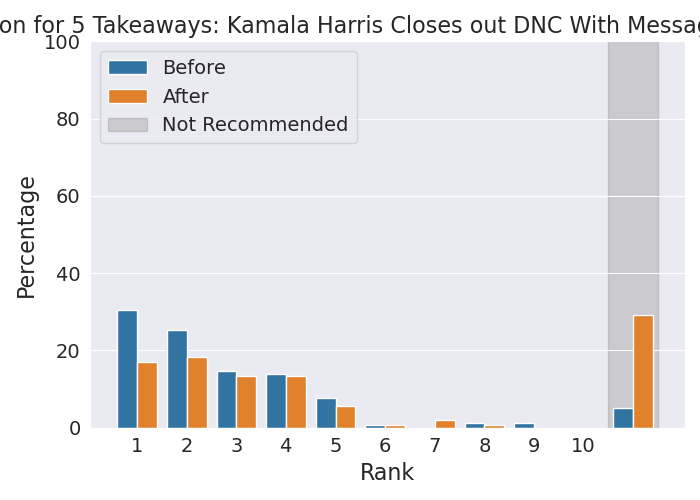 on for 5 Takeaways: Kamala Harris Closes out DNC With Messag
100
80
60
40
20
0
Percentage
Before
After
Not Recommended
1 2 3 4 5 6 7 8 9 10
Rank